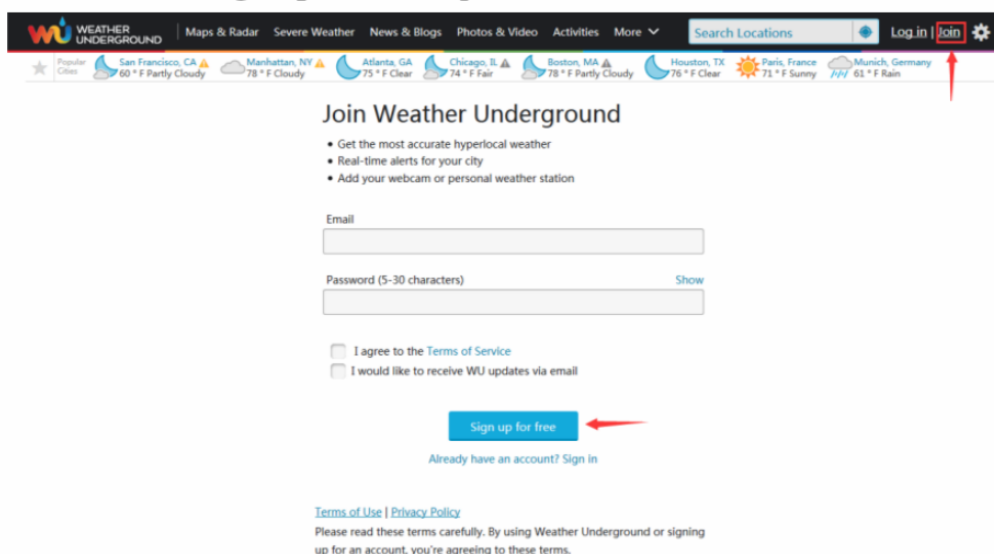 WEATHER UNDERGROUND Maps & Radar Severe Weather News & Blogs Photos & Video Activities More Search Locations Log in | Join
Popular Cities
San Francisco, CA 60 ° F Partly Cloudy
Manhattan, NY 78 ° F Cloudy
Atlanta, GA 75 ° F Clear
Chicago, IL 74 ° F Fair
Boston, MA 78 ° F Partly Cloudy
Houston, TX 76 ° F Clear
Paris, France 71 ° F Sunny
Munich, Germany 61 ° F Rain
Join Weather Underground
• Get the most accurate hyperlocal weather
• Real-time alerts for your city
• Add your webcam or personal weather station
Email
Password (5-30 characters) Show
I agree to the Terms of Service
I would like to receive WU updates via email
Sign up for free
Already have an account? Sign in
Terms of Use | Privacy Policy
Please read these terms carefully. By using Weather Underground or signing
up for an account, you're agreeing to these terms.